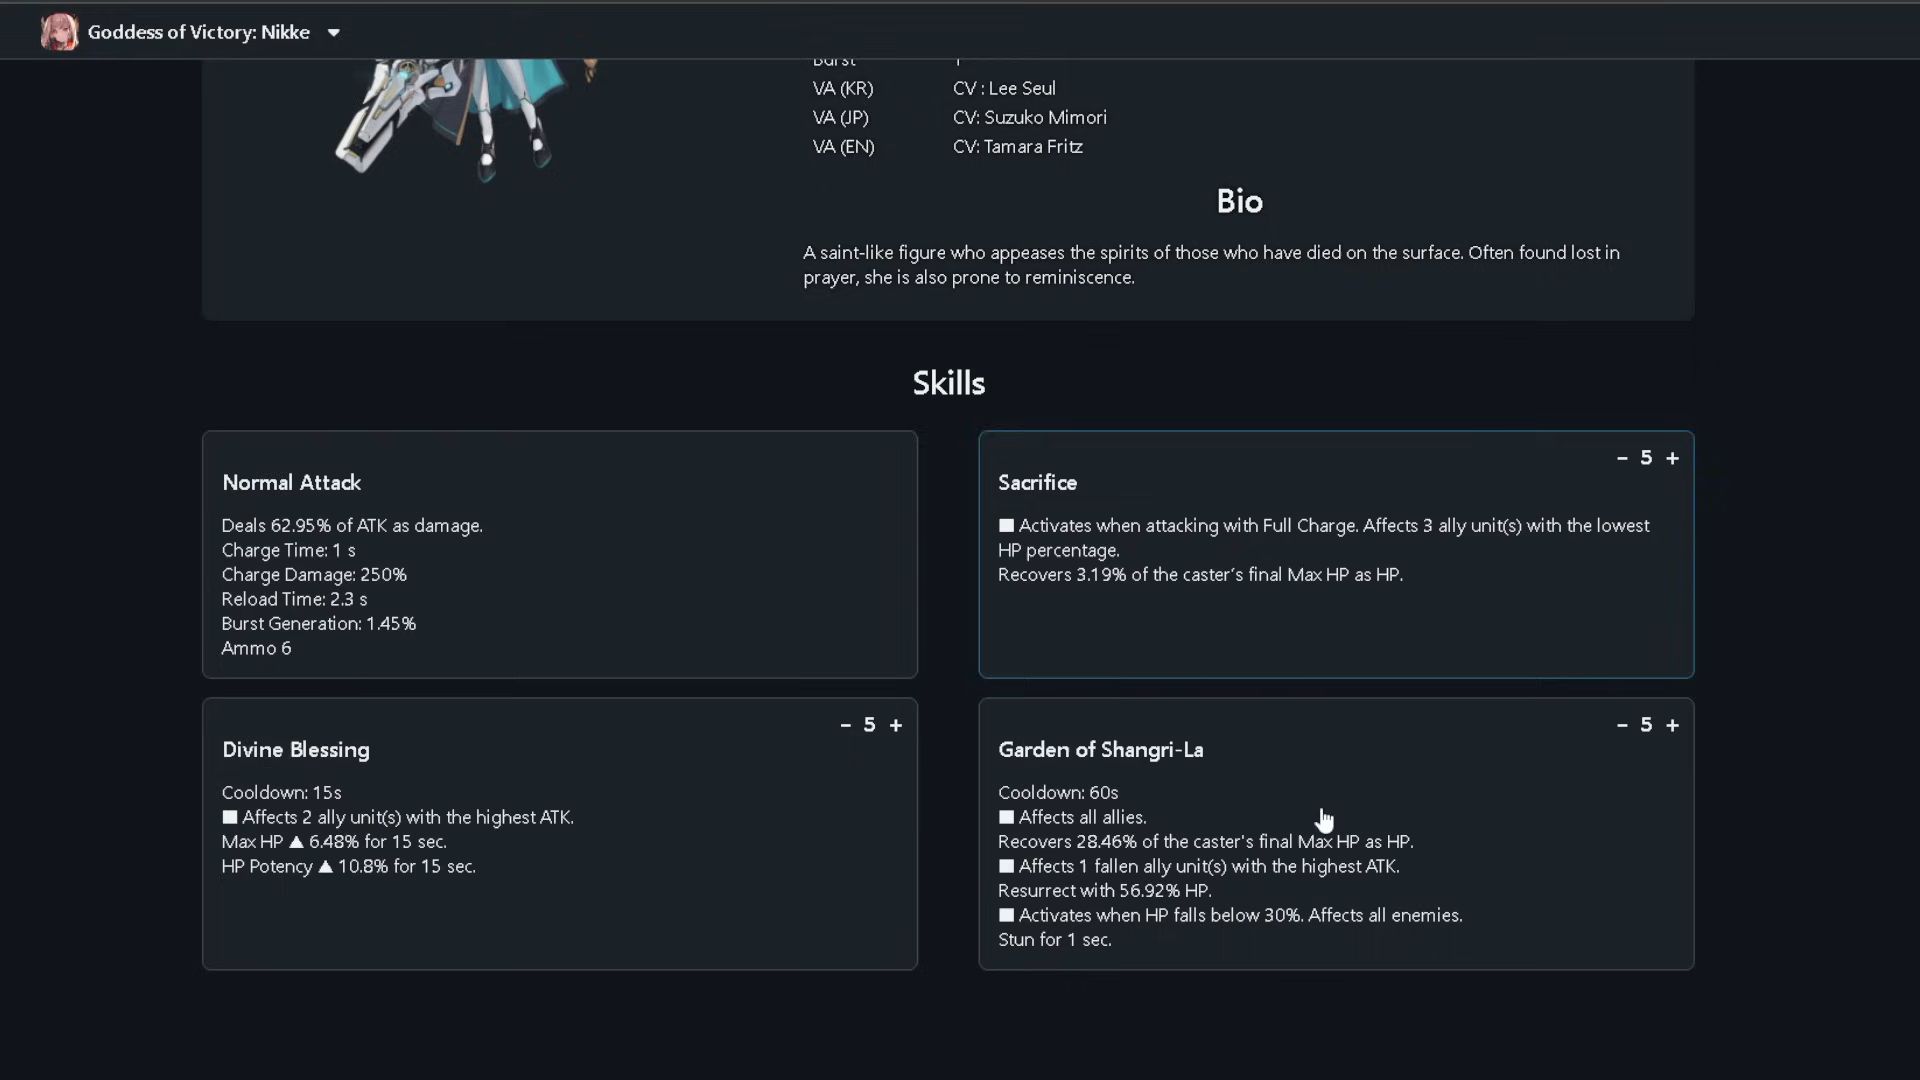 Goddess of Victory: Nikke
Burst
VA (KR) CV : Lee Seul
VA (JP) CV: Suzuko Mimori
VA (EN) CV: Tamara Fritz
Bio
A saint-like figure who appeases the spirits of those who have died on the surface. Often found lost in
prayer, she is also prone to reminiscence.
Skills
Normal Attack
Deals 62.95% of ATK as damage.
Charge Time: 1 s
Charge Damage: 250%
Reload Time: 2.3 s
Burst Generation: 1.45%
Ammo 6
− 5 +
Sacrifice
■ Activates when attacking with Full Charge. Affects 3 ally unit(s) with the lowest
HP percentage.
Recovers 3.19% of the caster's final Max HP as HP.
− 5 +
Divine Blessing
Cooldown: 15s
■ Affects 2 ally unit(s) with the highest ATK.
Max HP ▲ 6.48% for 15 sec.
HP Potency ▲ 10.8% for 15 sec.
− 5 +
Garden of Shangri-La
Cooldown: 60s
■ Affects all allies.
Recovers 28.46% of the caster's final Max HP as HP.
■ Affects 1 fallen ally unit(s) with the highest ATK.
Resurrect with 56.92% HP.
■ Activates when HP falls below 30%. Affects all enemies.
Stun for 1 sec.